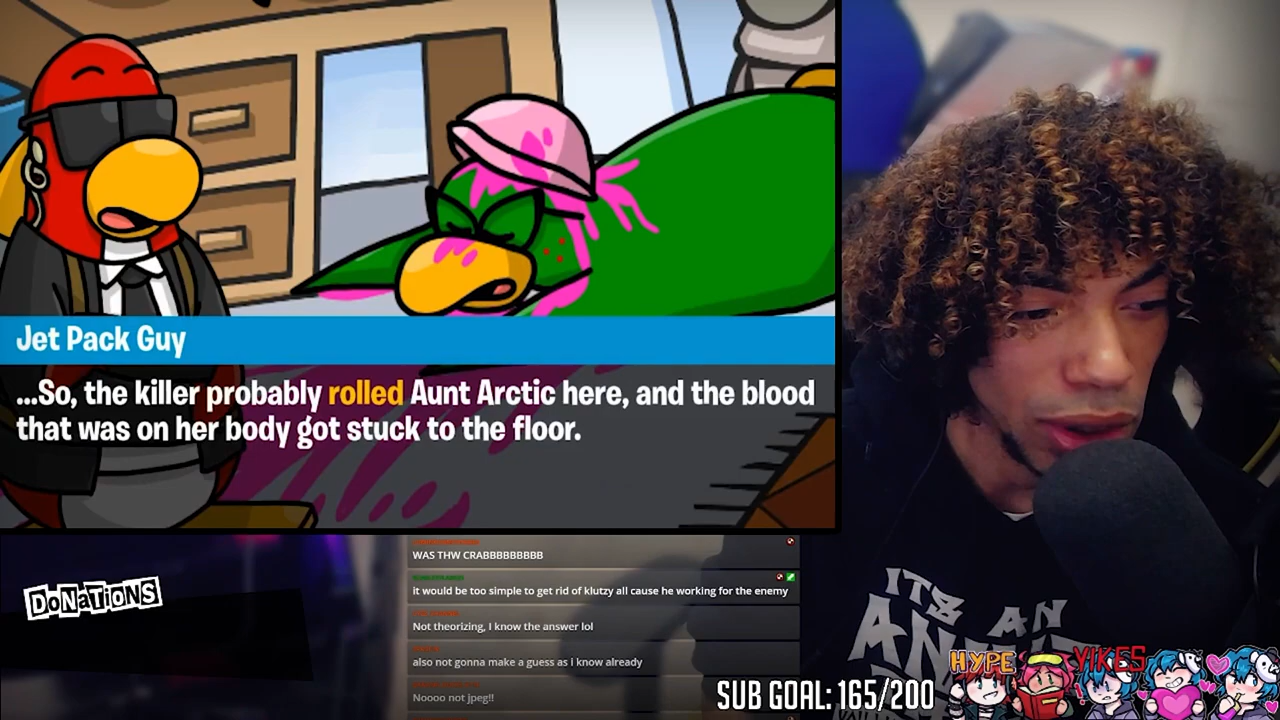 Jet Pack Guy
...So, the killer probably rolled Aunt Arctic here, and the blood
that was on her body got stuck to the floor.
DONATIONS
WAS THW CRABBBBBBBBB
it would be too simple to get rid of klutzy all cause he working for the enemy
Not theorizing, I know the answer lol
also not gonna make a guess as i know already
Noooo not jpeg!!
ITS AN
SUB GOAL: 165/200
HYPE
YIKES